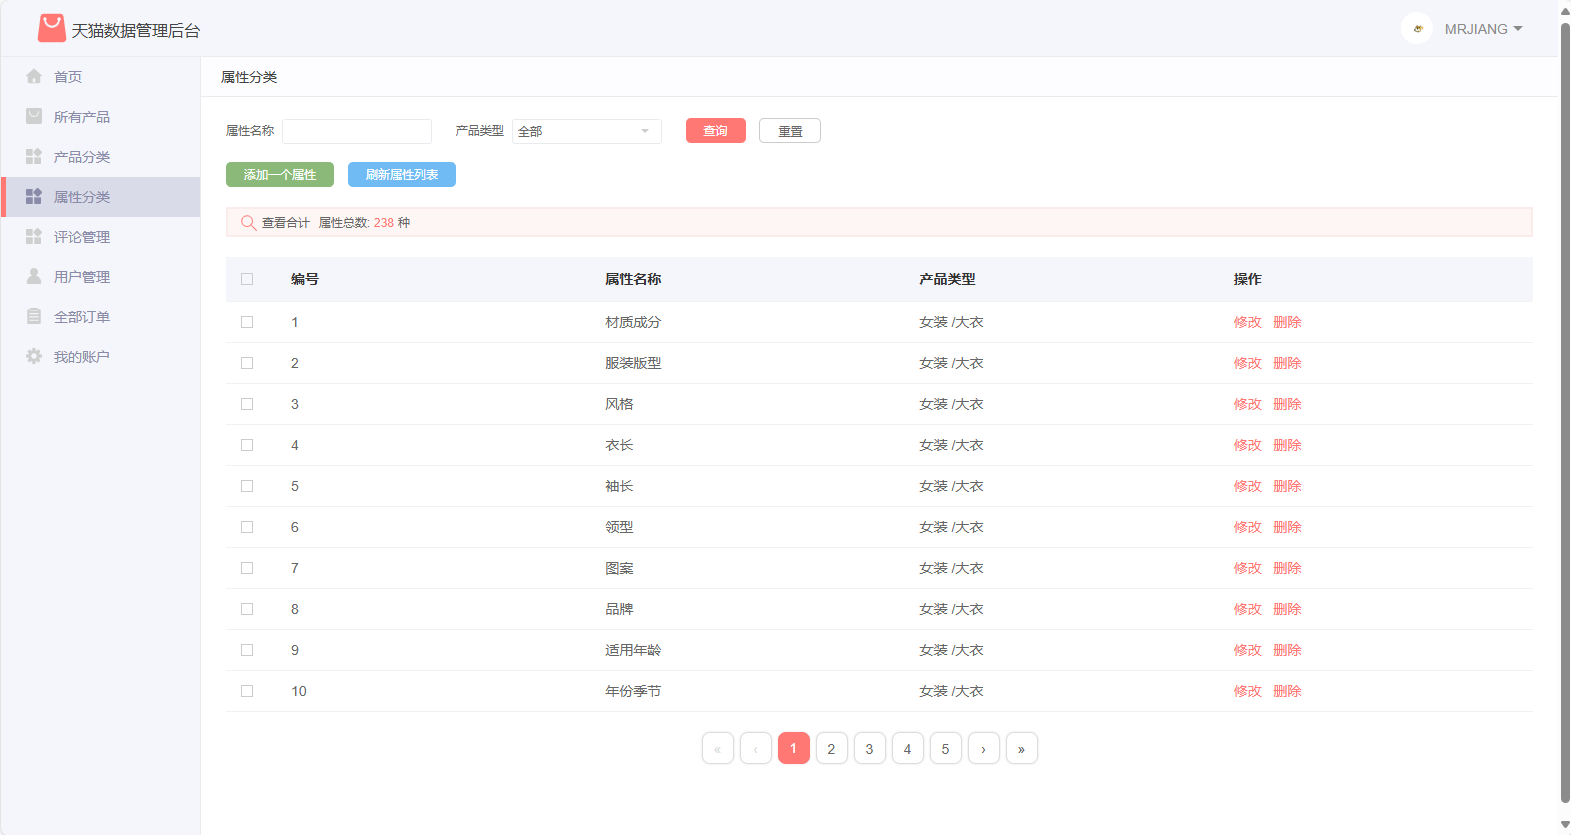 天猫数据管理后台
MRJIANG
首页
所有产品
产品分类
属性分类
评论管理
用户管理
全部订单
我的账户
属性分类
属性名称 产品类型 全部 查询 重置
添加一个属性 刷新属性列表
查看合计 属性总数: 238 种
编号 属性名称 产品类型 操作
1 材质成分 女装 /大衣 修改 删除
2 服装版型 女装 /大衣 修改 删除
3 风格 女装 /大衣 修改 删除
4 衣长 女装 /大衣 修改 删除
5 袖长 女装 /大衣 修改 删除
6 领型 女装 /大衣 修改 删除
7 图案 女装 /大衣 修改 删除
8 品牌 女装 /大衣 修改 删除
9 适用年龄 女装 /大衣 修改 删除
10 年份季节 女装 /大衣 修改 删除
« ‹ 1 2 3 4 5 › »